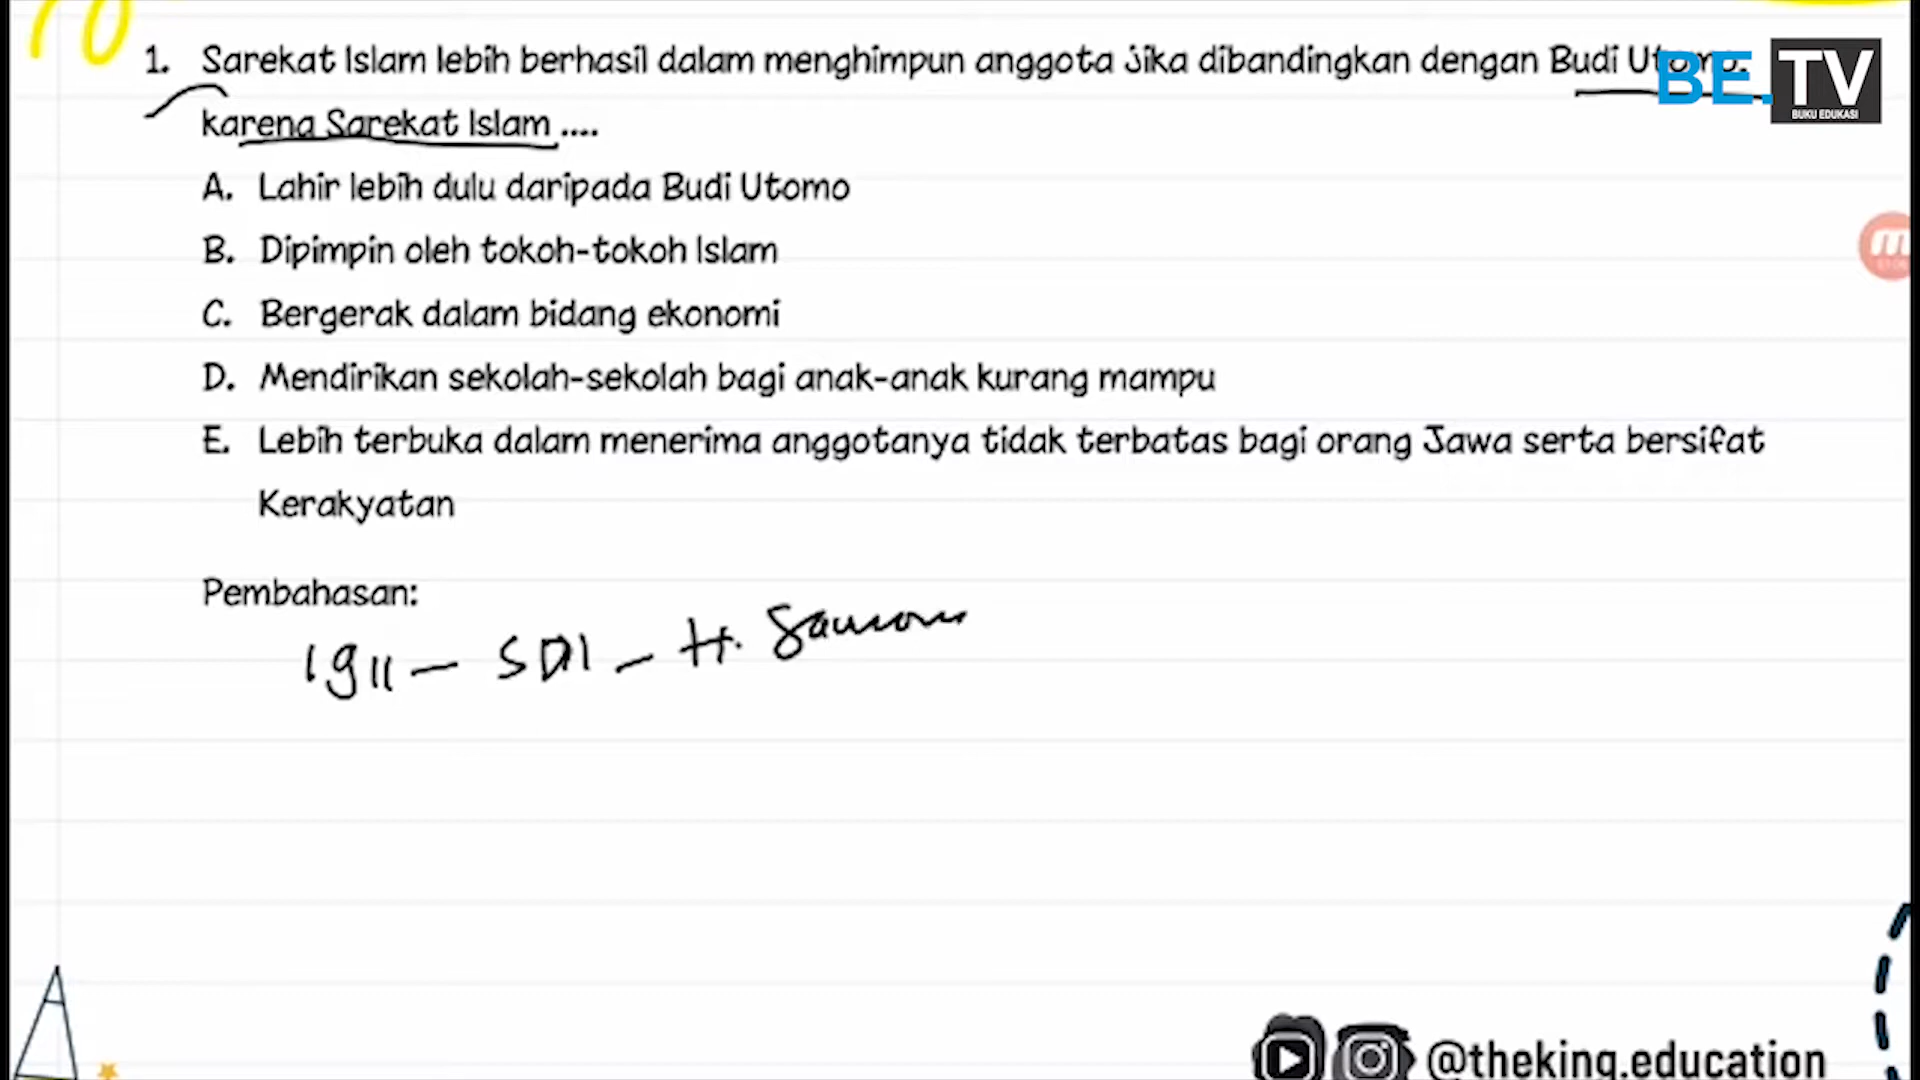 1. Sarekat Islam lebih berhasil dalam menghimpun anggota jika dibandingkan dengan Budi Utomo.
BE.TV
BUKU EDUKASI
karena Sarekat Islam ....
A. Lahir lebih dulu daripada Budi Utomo
B. Dipimpin oleh tokoh-tokoh Islam
C. Bergerak dalam bidang ekonomi
D. Mendirikan sekolah-sekolah bagi anak-anak kurang mampu
E. Lebih terbuka dalam menerima anggotanya tidak terbatas bagi orang Jawa serta bersifat
Kerakyatan
Pembahasan:
1911 - SDI - H.
@theking.education